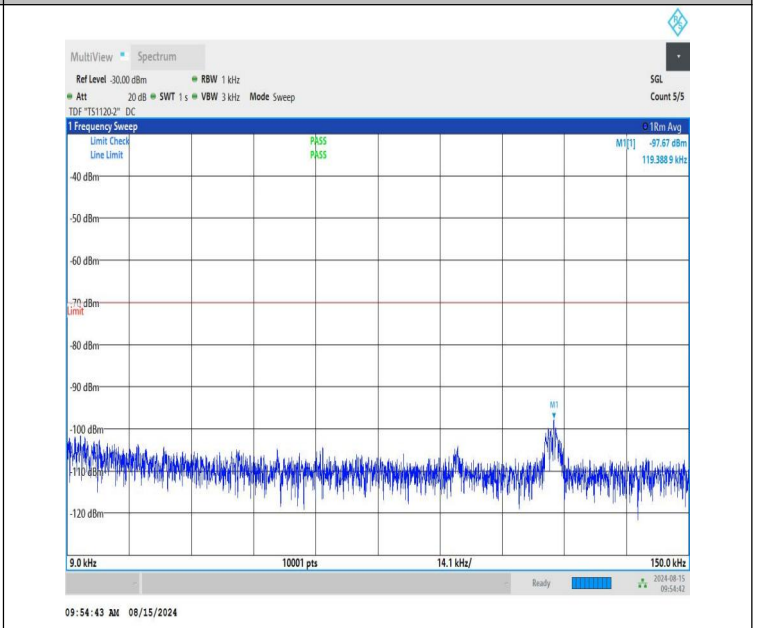 MultiView Spectrum
Ref Level -30.00 dBm RBW 1 kHz SGL
Att 20 dB SWT 1 s VBW 3 kHz Mode Sweep Count 5/5
TDF "TS1120-2" DC
1 Frequency Sweep 1Rm Avg
Limit Check PASS M1[1] -97.67 dBm
Line Limit PASS 119.388 9 kHz
-40 dBm
-50 dBm
-60 dBm
-70 dBm
Limit
-80 dBm
-90 dBm
M1
-100 dBm
-110 dBm
-120 dBm
9.0 kHz 10001 pts 14.1 kHz/ 150.0 kHz
Ready 2024-08-15
09:54:42
09:54:43 AM 08/15/2024